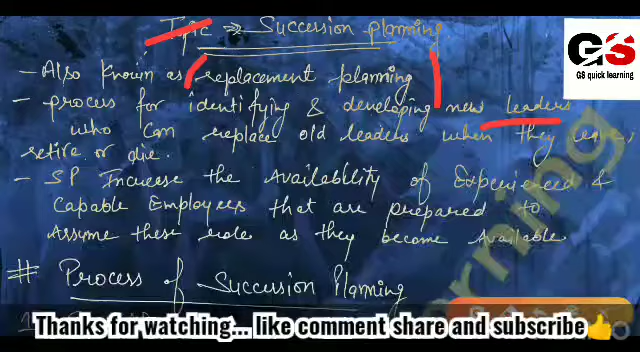 Topic ⇒ Succession planning
GS
GS quick learning
- Also known as replacement planning
- process for identifying & developing new leaders
who can replace old leaders when they leave,
retire or die.
- SP Increase the Availability of Experienced &
Capable Employees that are prepared to
Assume these role as they become Available
# Process of Succession Planning
Thanks for watching... like comment share and subscribe👍